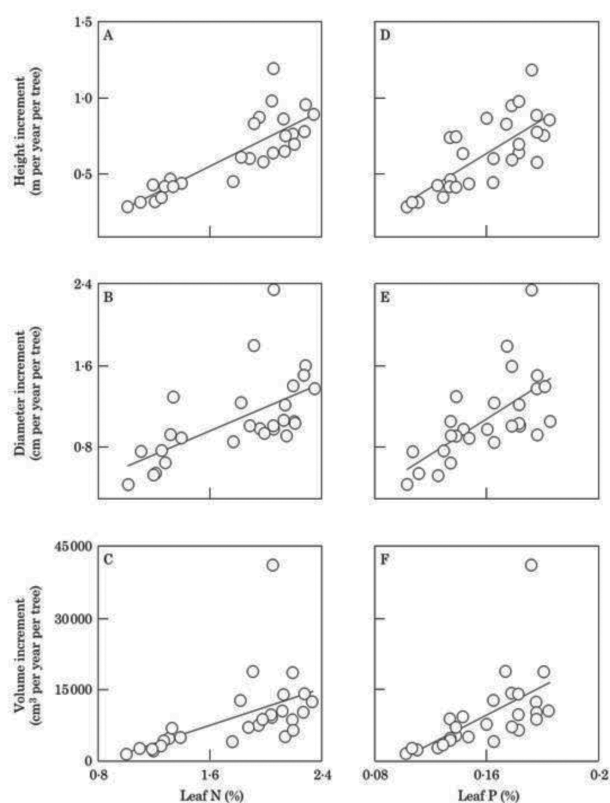 1·5
A
D
1·0
0·5
Height increment
(m per year per tree)
2·4
B
E
1·6
0·8
Diameter increment
(cm per year per tree)
45000
C
F
30000
15000
0
Volume increment
(cm³ per year per tree)
0·8
1·6
2·4
0·08
0·16
0·2
Leaf N (%)
Leaf P (%)